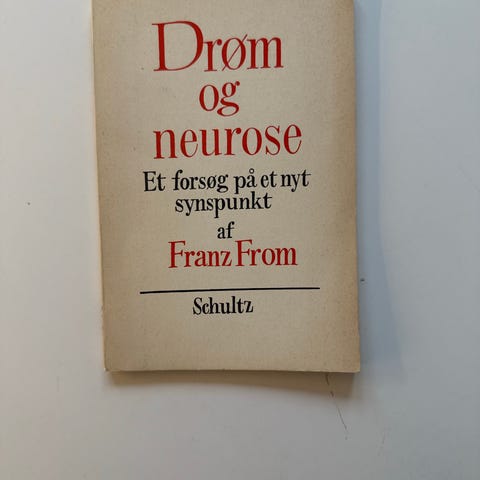 Drøm
og
neurose
Et forsøg på et nyt
synspunkt
af
Franz From
Schultz